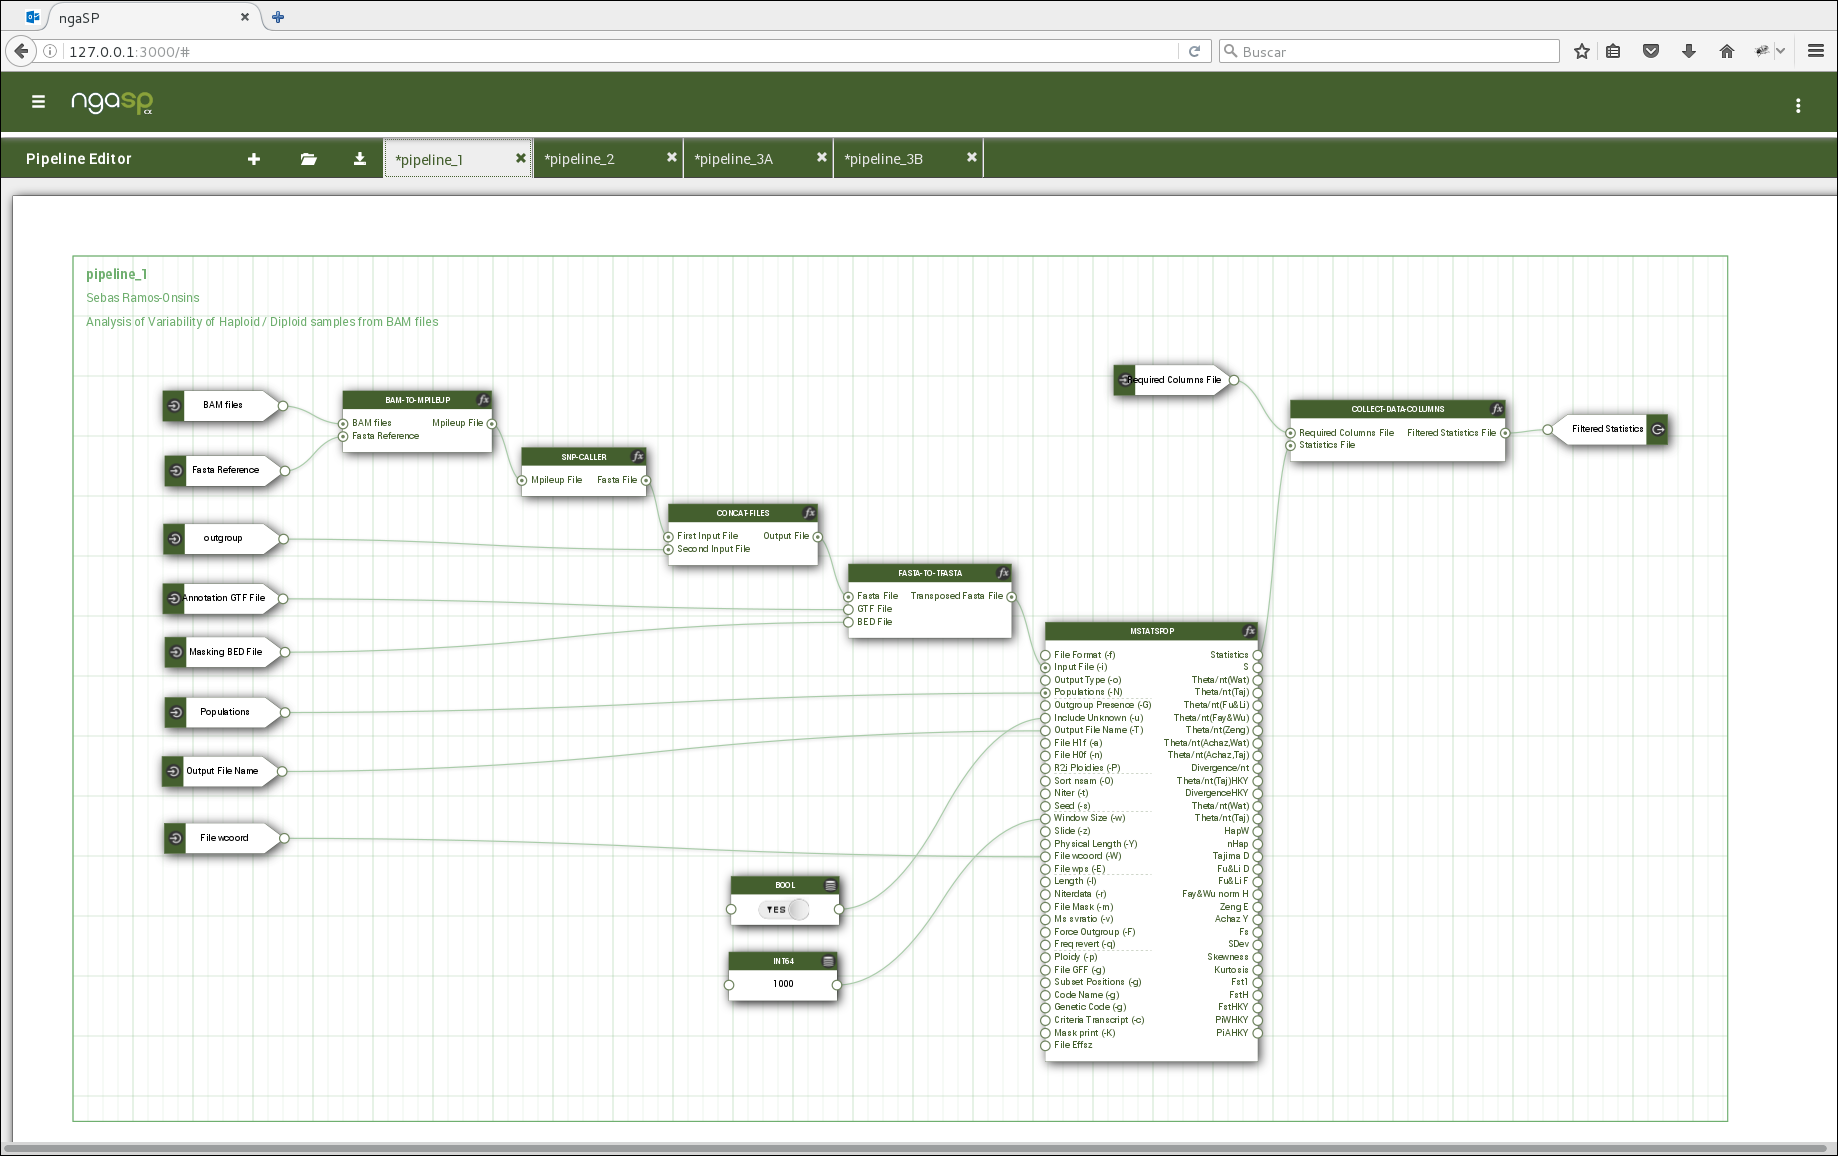 ngaSP
127.0.0.1:3000/#
Buscar
ngasp α
Pipeline Editor
*pipeline_1
*pipeline_2
*pipeline_3A
*pipeline_3B
pipeline_1
Sebas Ramos-Onsins
Analysis of Variability of Haploid / Diploid samples from BAM files
BAM files
Fasta Reference
outgroup
Annotation GTF File
Masking BED File
Populations
Output File Name
File wcoord
BAM-TO-MPILEUP fx
BAM files Mpileup File
Fasta Reference
SNP-CALLER fx
Mpileup File Fasta File
CONCAT-FILES fx
First Input File Output File
Second Input File
FASTA-TO-TFASTA fx
Fasta File Transposed Fasta File
GTF File
BED File
BOOL
YES
INT64
1000
MSTATSPOP fx
File Format (-f) Statistics
Input File (-i) S
Output Type (-o) Theta/nt(Wat)
Populations (-N) Theta/nt(Taj)
Outgroup Presence (-G) Theta/nt(Fu&Li)
Include Unknown (-u) Theta/nt(Fay&Wu)
Output File Name (-T) Theta/nt(Zeng)
File H1f (-a) Theta/nt(Achaz,Wat)
File H0f (-n) Theta/nt(Achaz,Taj)
R2i Ploidies (-P) Divergence/nt
Sort nsam (-O) Theta/nt(Taj)HKY
Niter (-t) DivergenceHKY
Seed (-s) Theta/nt(Wat)
Window Size (-w) Theta/nt(Taj)
Slide (-z) HapW
Physical Length (-Y) nHap
File wcoord (-W) Tajima D
File wps (-E) Fu&Li D
Length (-l) Fu&Li F
Niterdata (-r) Fay&Wu norm H
File Mask (-m) Zeng E
Ms svratio (-v) Achaz Y
Force Outgroup (-F) Fs
Freq revert (-q) SDev
Ploidy (-p) Skewness
File GFF (-g) Kurtosis
Subset Positions (-g) Fst1
Code Name (-g) FstH
Genetic Code (-g) FstHKY
Criteria Transcript (-c) PiWHKY
Mask print (-K) PiAHKY
File Effsz
Required Columns File
COLLECT-DATA-COLUMNS fx
Required Columns File Filtered Statistics File
Statistics File
Filtered Statistics